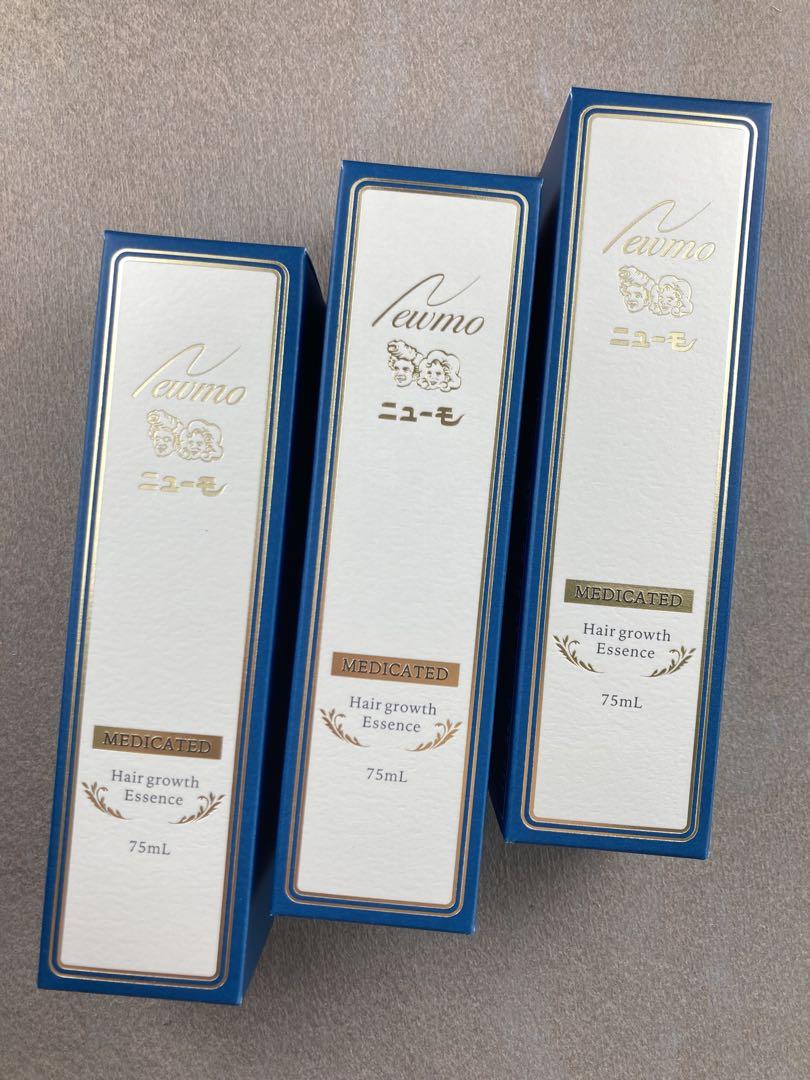 Newmo
ニューモ
MEDICATED
Hair growth
Essence
75mL
Newmo
ニューモ
MEDICATED
Hair growth
Essence
75mL
Newmo
ニューモ
MEDICATED
Hair growth
Essence
75mL